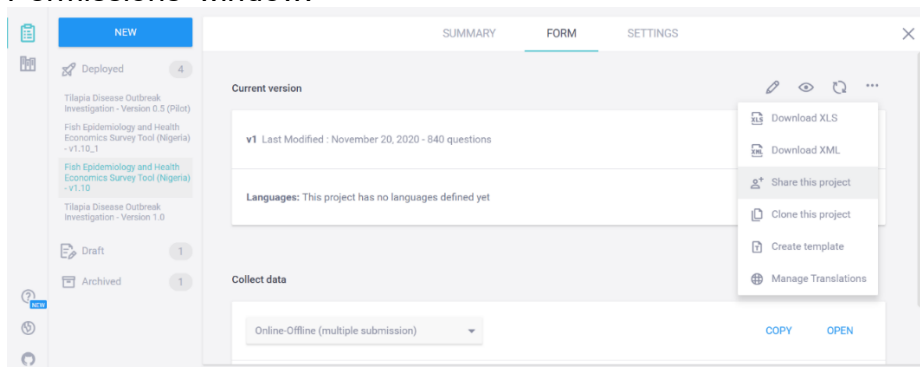 NEW
SUMMARY
FORM
SETTINGS
Deployed
4
Tilapia Disease Outbreak
Investigation - Version 0.5 (Pilot)
Fish Epidemiology and Health
Economics Survey Tool (Nigeria)
- v1.10_1
Fish Epidemiology and Health
Economics Survey Tool (Nigeria)
- v1.10
Tilapia Disease Outbreak
Investigation - Version 1.0
Draft
1
Archived
1
NEW
Current version
v1 Last Modified : November 20, 2020 - 840 questions
Languages: This project has no languages defined yet
XLS Download XLS
XML Download XML
Share this project
Clone this project
Create template
Manage Translations
Collect data
Online-Offline (multiple submission)
COPY
OPEN